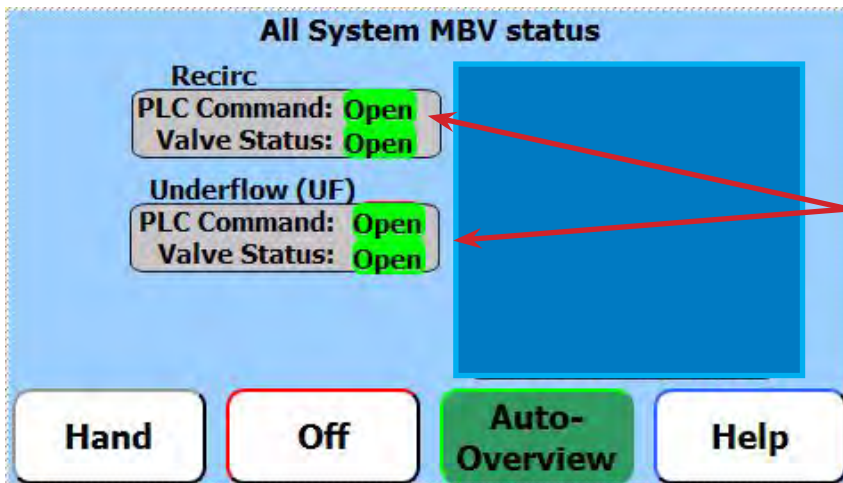 All System MBV status
Recirc
PLC Command: Open
Valve Status: Open
Underflow (UF)
PLC Command: Open
Valve Status: Open
Hand
Off
Auto-
Overview
Help